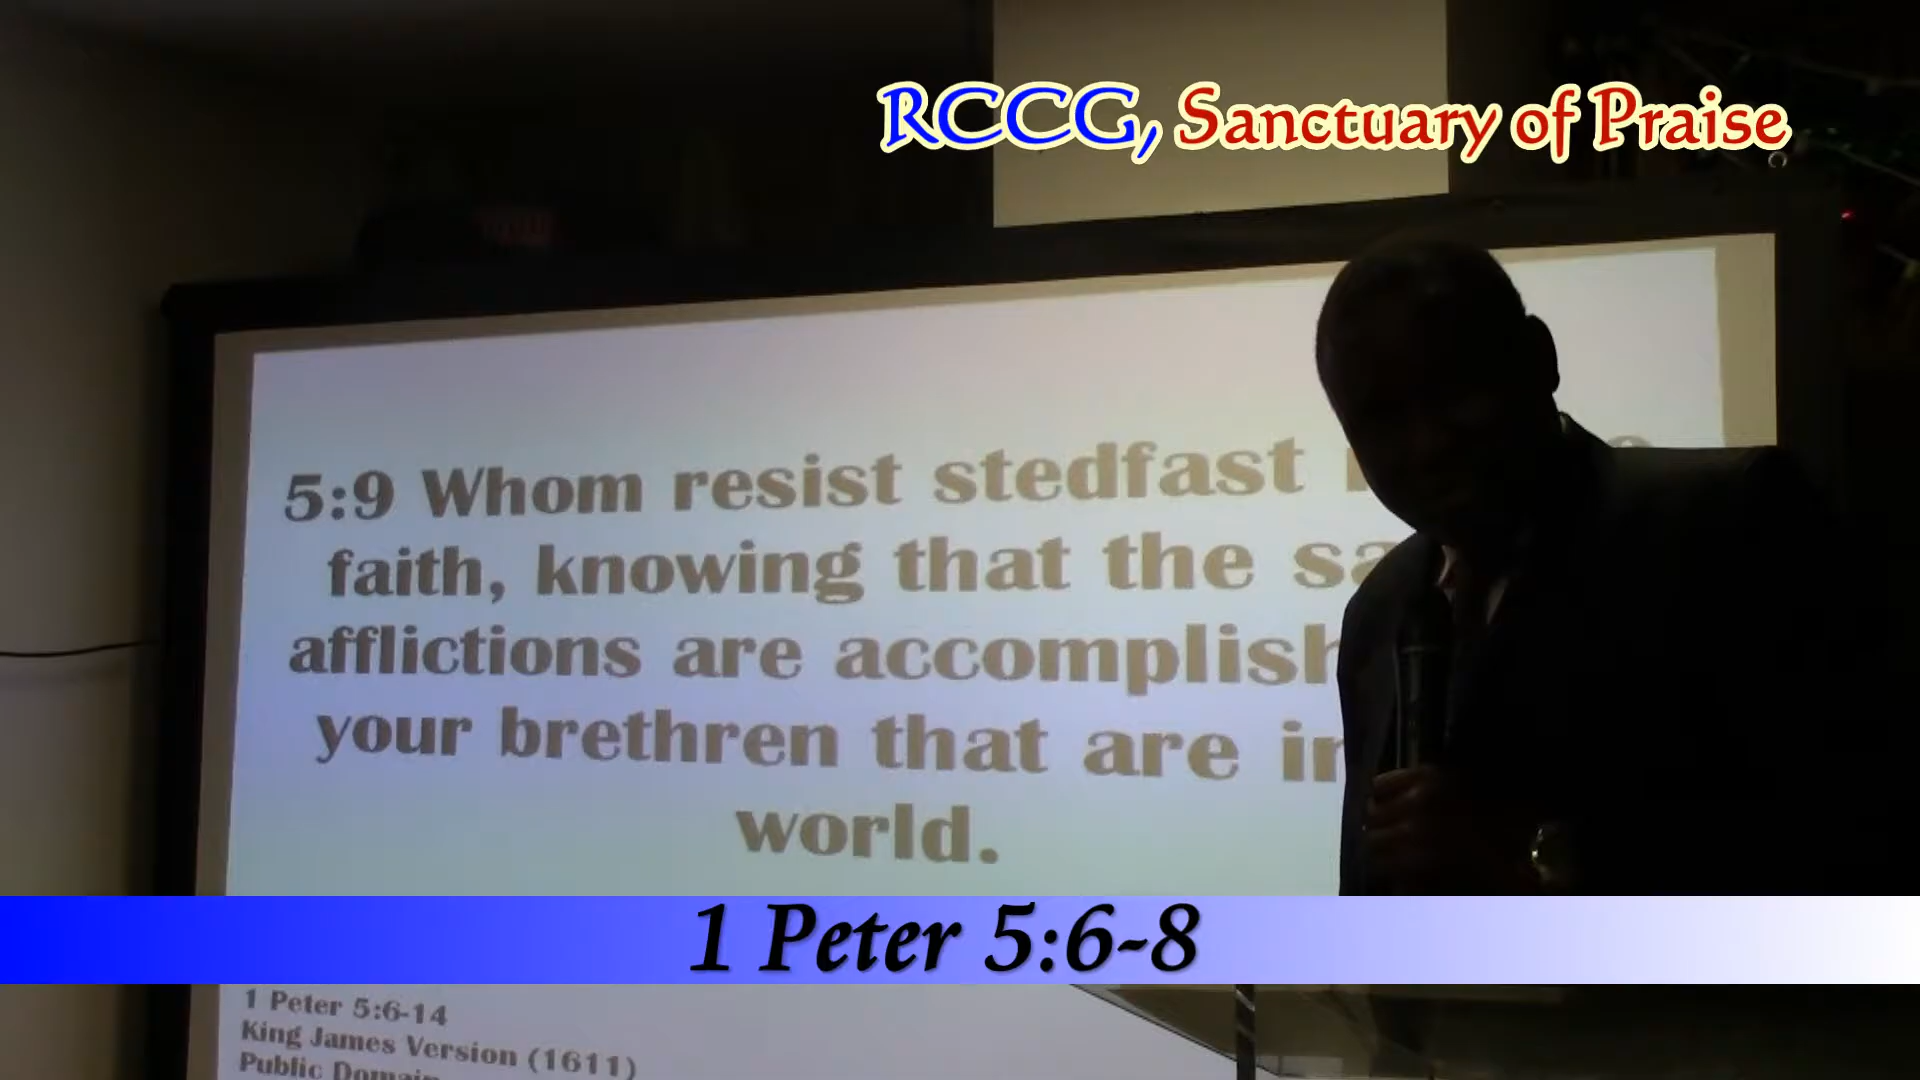 RCCG, Sanctuary of Praise
5:9 Whom resist stedfast
faith, knowing that the
afflictions are
your brethren that are
world.
1 Peter 5:6-8
1 Peter 5:6-14
King James Version (1611)
Public